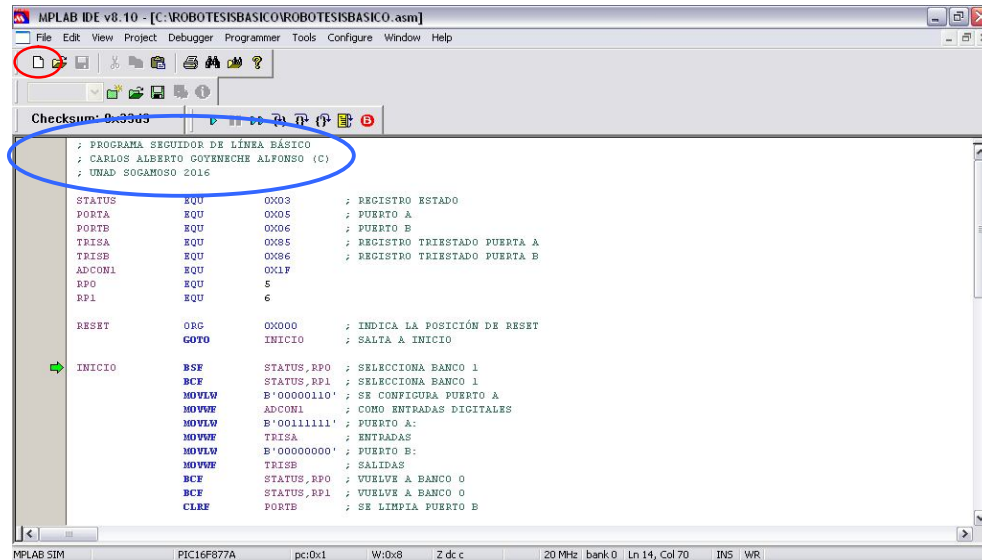 MPLAB IDE v8.10 - [C:\ROBOTESISBASICO\ROBOTESISBASICO.asm]
File Edit View Project Debugger Programmer Tools Configure Window Help
Checksum: 0x39d9
; PROGRAMA SEGUIDOR DE LÍNEA BÁSICO
; CARLOS ALBERTO GOYENECHE ALFONSO (C)
; UNAD SOGAMOSO 2016
STATUS EQU 0X03 ; REGISTRO ESTADO
PORTA EQU 0X05 ; PUERTO A
PORTB EQU 0X06 ; PUERTO B
TRISA EQU 0X85 ; REGISTRO TRIESTADO PUERTA A
TRISB EQU 0X86 ; REGISTRO TRIESTADO PUERTA B
ADCON1 EQU 0X1F
RP0 EQU 5
RP1 EQU 6
RESET ORG 0X000 ; INDICA LA POSICIÓN DE RESET
GOTO INICIO ; SALTA A INICIO
INICIO BSF STATUS,RP0 ; SELECCIONA BANCO 1
BCF STATUS,RP1 ; SELECCIONA BANCO 1
MOVLW B'00000110' ; SE CONFIGURA PUERTO A
MOVWF ADCON1 ; COMO ENTRADAS DIGITALES
MOVLW B'00111111' ; PUERTO A:
MOVWF TRISA ; ENTRADAS
MOVLW B'00000000' ; PUERTO B:
MOVWF TRISB ; SALIDAS
BCF STATUS,RP0 ; VUELVE A BANCO 0
BCF STATUS,RP1 ; VUELVE A BANCO 0
CLRF PORTB ; SE LIMPIA PUERTO B
MPLAB SIM PIC16F877A pc:0x1 W:0x8 Z dc c 20 MHz bank 0 Ln 14, Col 70 INS WR